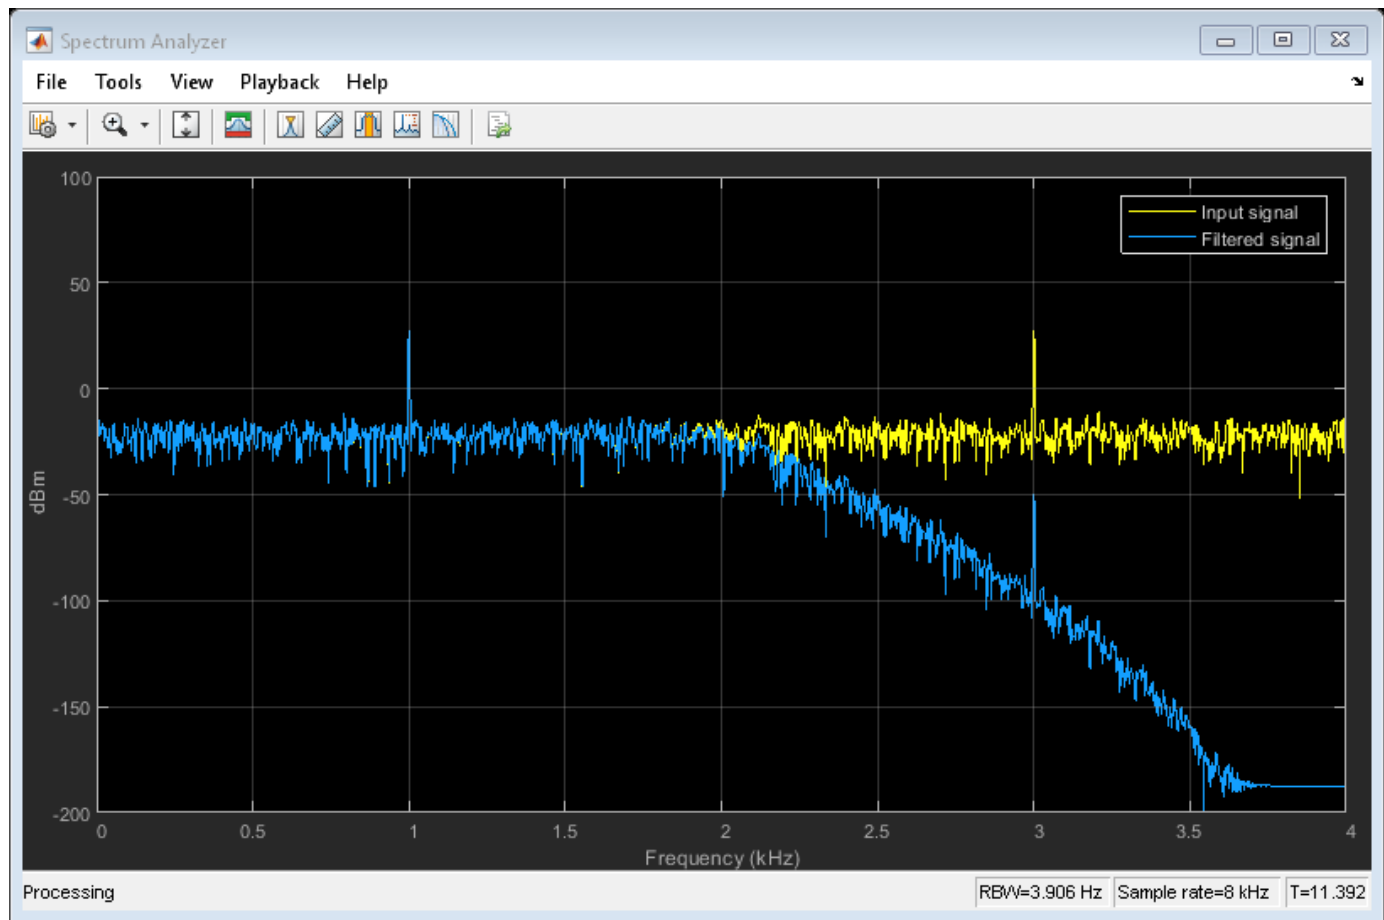 Spectrum Analyzer
File Tools View Playback Help
100
50
0
-50
-100
-150
-200
dBm
Input signal
Filtered signal
0 0.5 1 1.5 2 2.5 3 3.5 4
Frequency (kHz)
Processing RBW=3.906 Hz Sample rate=8 kHz T=11.392